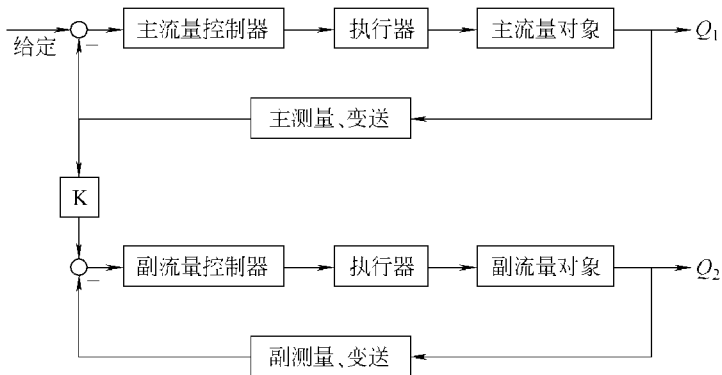 给定
主流量控制器
执行器
主流量对象
Q1
主测量、变送
K
副流量控制器
执行器
副流量对象
Q2
副测量、变送